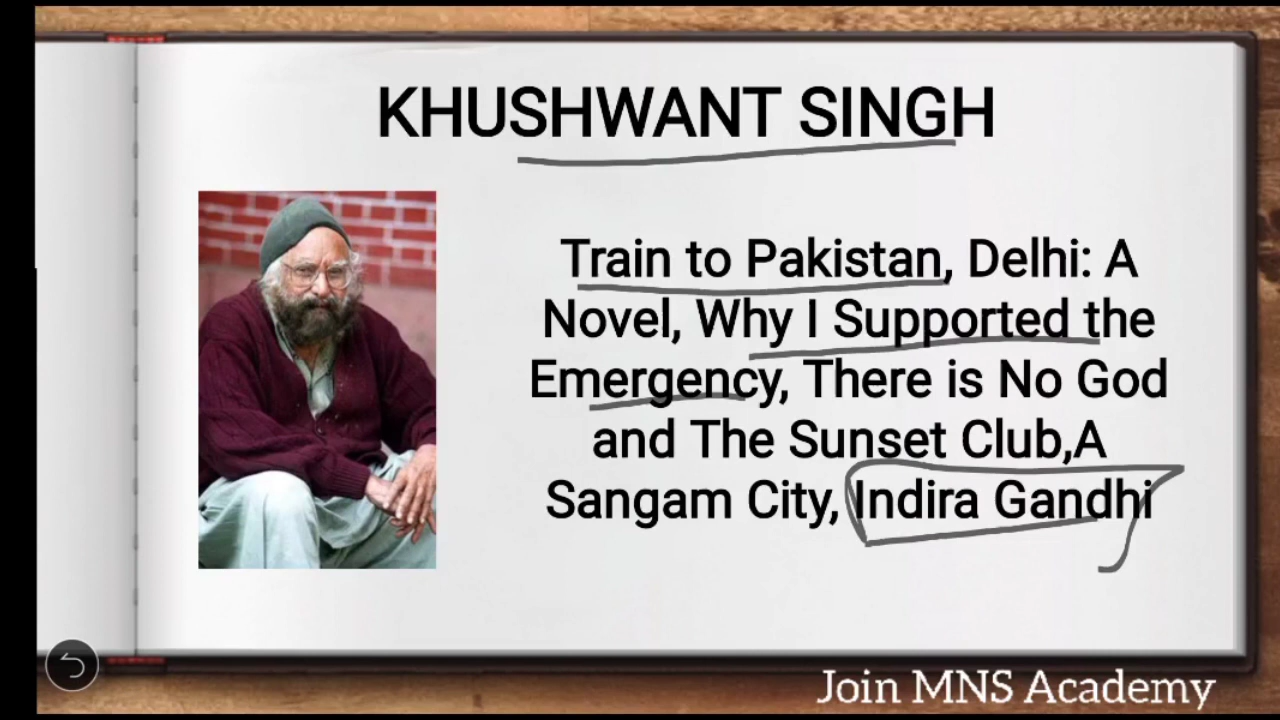 KHUSHWANT SINGH
Train to Pakistan, Delhi: A
Novel, Why I Supported the
Emergency, There is No God
and The Sunset Club,A
Sangam City, Indira Gandhi
Join MNS Academy